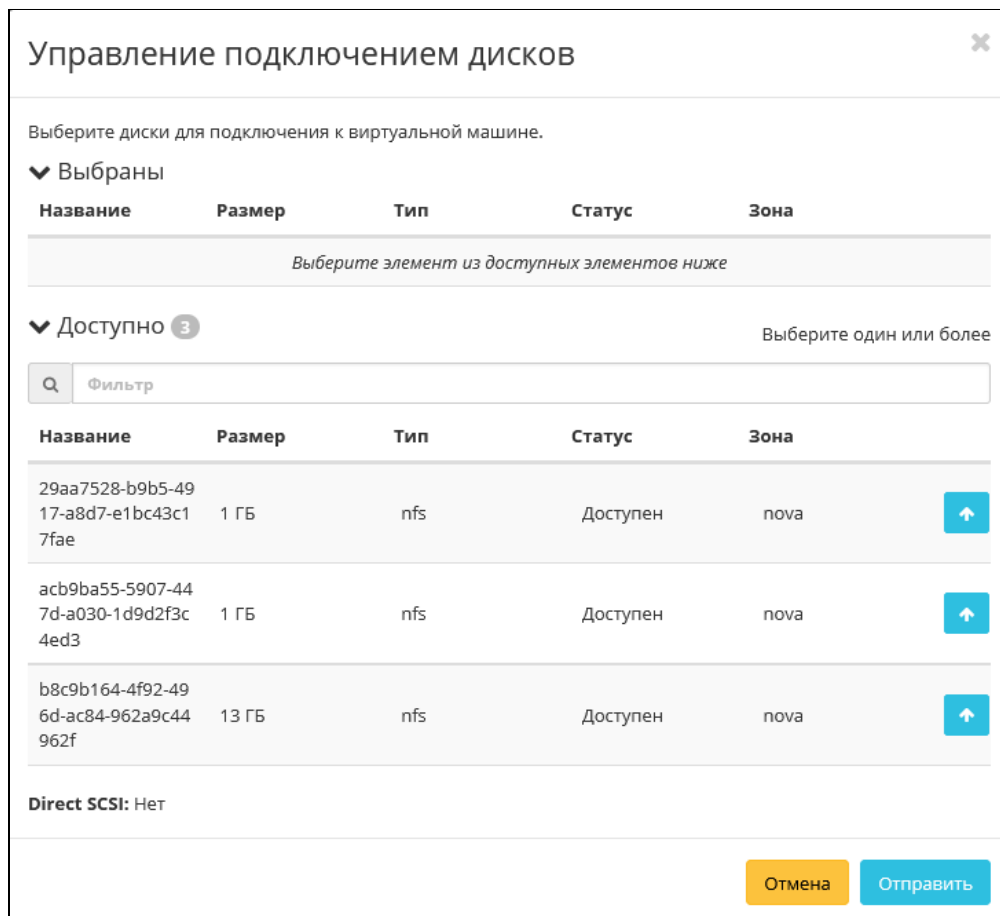 Управление подключением дисков
Выберите диски для подключения к виртуальной машине.
Выбраны
Название Размер Тип Статус Зона
Выберите элемент из доступных элементов ниже
Доступно 3
Выберите один или более
Фильтр
Название Размер Тип Статус Зона
29aa7528-b9b5-49
17-a8d7-e1bc43c1 1 ГБ nfs Доступен nova
7fae
acb9ba55-5907-44
7d-a030-1d9d2f3c 1 ГБ nfs Доступен nova
4ed3
b8c9b164-4f92-49
6d-ac84-962a9c44 13 ГБ nfs Доступен nova
962f
Direct SCSI: Нет
Отмена Отправить